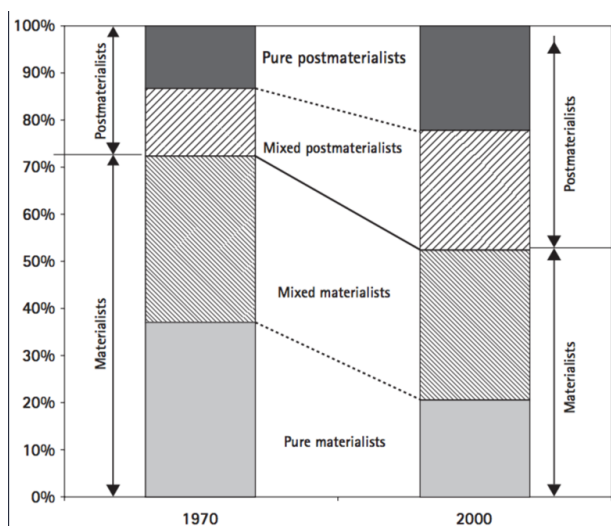 100%
90%
80%
70%
60%
50%
40%
30%
20%
10%
0%
Postmaterialists
Materialists
Pure postmaterialists
Mixed postmaterialists
Mixed materialists
Pure materialists
Postmaterialists
Materialists
1970
2000